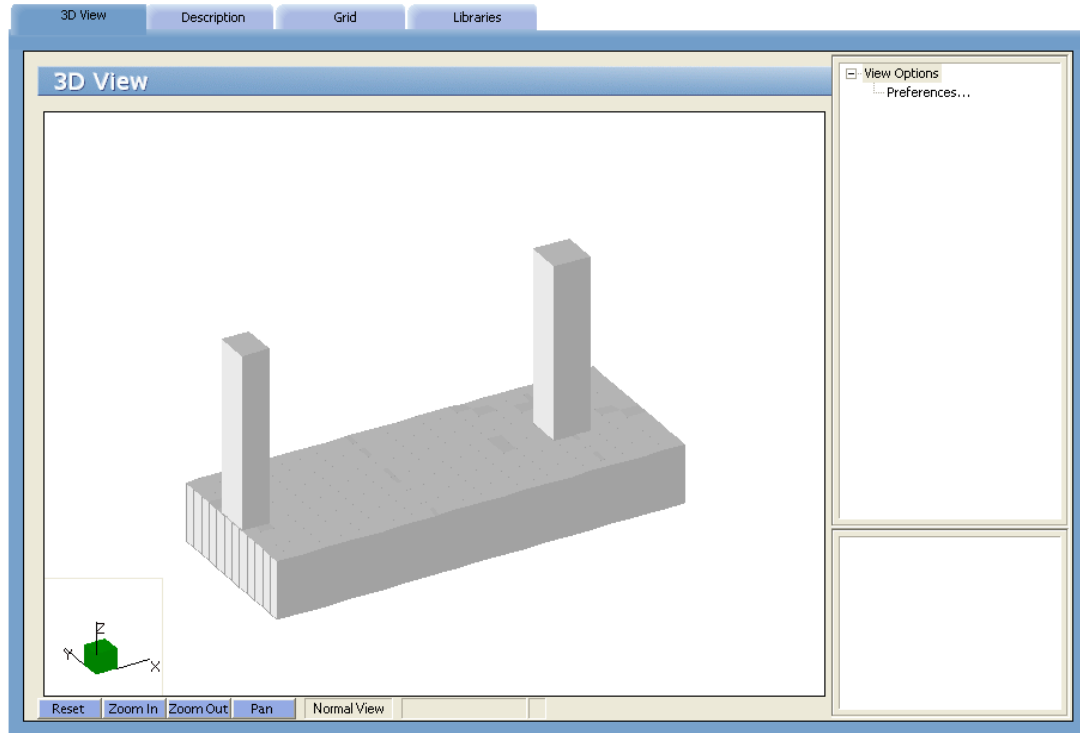 3D View Description Grid Libraries
3D View
View Options
Preferences...
Z
Y
X
Reset Zoom In Zoom Out Pan Normal View